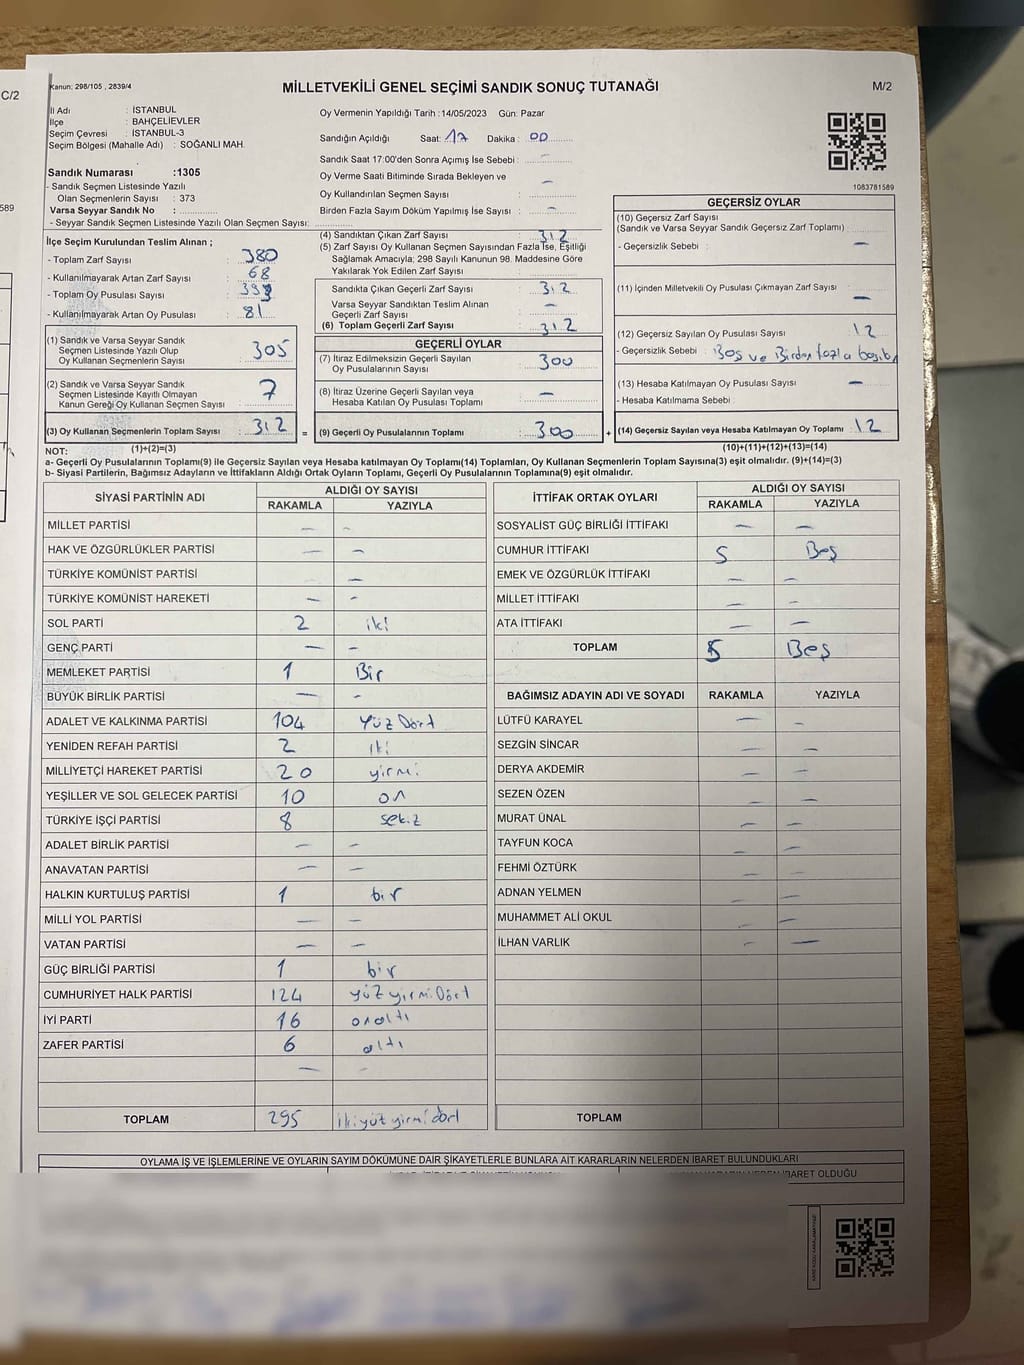 C/2
589
Kanun; 298/105 , 2839/4
MİLLETVEKİLİ GENEL SEÇİMİ SANDIK SONUÇ TUTANAĞI
M/2
İl Adı : İSTANBUL
İlçe : BAHÇELİEVLER
Seçim Çevresi : İSTANBUL-3
Seçim Bölgesi (Mahalle Adı) : SOĞANLI MAH.
Sandık Numarası :1305
- Sandık Seçmen Listesinde Yazılı
Olan Seçmenlerin Sayısı : 373
Varsa Seyyar Sandık No :
- Seyyar Sandık Seçmen Listesinde Yazılı Olan Seçmen Sayısı:
Oy Vermenin Yapıldığı Tarih :14/05/2023 Gün: Pazar
Sandığın Açıldığı Saat: 17 Dakika : 00
Sandık Saat 17:00'den Sonra Açımış İse Sebebi : –
Oy Verme Saati Bitiminde Sırada Bekleyen ve
Oy Kullandırılan Seçmen Sayısı : –
Birden Fazla Sayım Döküm Yapılmış İse Sayısı : –
1083781589
İlçe Seçim Kurulundan Teslim Alınan ;
- Toplam Zarf Sayısı : 380
- Kullanılmayarak Artan Zarf Sayısı : 68
- Toplam Oy Pusulası Sayısı :
- Kullanılmayarak Artan Oy Pusulası : 81
(1) Sandık ve Varsa Seyyar Sandık
Seçmen Listesinde Yazılı Olup
Oy Kullanan Seçmenlerin Sayısı : 305
(2) Sandık ve Varsa Seyyar Sandık
Seçmen Listesinde Kayıtlı Olmayan
Kanun Gereği Oy Kullanan Seçmen Sayısı : 7
(3) Oy Kullanan Seçmenlerin Toplam Sayısı : 312 =
(1)+(2)=(3)
(4) Sandıktan Çıkan Zarf Sayısı : 312
(5) Zarf Sayısı Oy Kullanan Seçmen Sayısından Fazla İse, Eşitliği
Sağlamak Amacıyla; 298 Sayılı Kanunun 98. Maddesine Göre
Yakılarak Yok Edilen Zarf Sayısı :
Sandıkta Çıkan Geçerli Zarf Sayısı : 312
Varsa Seyyar Sandıktan Teslim Alınan
Geçerli Zarf Sayısı : –
(6) Toplam Geçerli Zarf Sayısı : 312
GEÇERLİ OYLAR
(7) İtiraz Edilmeksizin Geçerli Sayılan
Oy Pusulalarının Sayısı : 300
(8) İtiraz Üzerine Geçerli Sayılan veya
Hesaba Katılan Oy Pusulası Toplamı : –
(9) Geçerli Oy Pusulalarının Toplamı : 300 +
GEÇERSİZ OYLAR
(10) Geçersiz Zarf Sayısı
(Sandık ve Varsa Seyyar Sandık Geçersiz Zarf Toplamı) :
- Geçersizlik Sebebi : –
(11) İçinden Milletvekili Oy Pusulası Çıkmayan Zarf Sayısı : –
(12) Geçersiz Sayılan Oy Pusulası Sayısı : 12
- Geçersizlik Sebebi : Boş ve Birden fazla
(13) Hesaba Katılmayan Oy Pusulası Sayısı : –
- Hesaba Katılmama Sebebi :
(14) Geçersiz Sayılan veya Hesaba Katılmayan Oy Toplamı : 12
(10)+(11)+(12)+(13)=(14)
NOT:
a- Geçerli Oy Pusulalarının Toplamı(9) ile Geçersiz Sayılan veya Hesaba Katılmayan Oy Toplamı(14) Toplamları, Oy Kullanan Seçmenlerin Toplam Sayısına(3) eşit olmalıdır. (9)+(14)=(3)
b- Siyasi Partilerin, Bağımsız Adayların ve İttifakların Aldığı Ortak Oyların Toplamı, Geçerli Oy Pusulalarının Toplamına(9) eşit olmalıdır.
SİYASİ PARTİNİN ADI
ALDIĞI OY SAYISI
RAKAMLA YAZIYLA
MİLLET PARTİSİ – –
HAK VE ÖZGÜRLÜKLER PARTİSİ – –
TÜRKİYE KOMÜNİST PARTİSİ –
TÜRKİYE KOMÜNİST HAREKETİ – –
SOL PARTİ 2 iki
GENÇ PARTİ – –
MEMLEKET PARTİSİ 1 Bir
BÜYÜK BİRLİK PARTİSİ – –
ADALET VE KALKINMA PARTİSİ 104 Yüz Dört
YENİDEN REFAH PARTİSİ 2 iki
MİLLİYETÇİ HAREKET PARTİSİ 20 yirmi
YEŞİLLER VE SOL GELECEK PARTİSİ 10 on
TÜRKİYE İŞÇİ PARTİSİ 8 sekiz
ADALET BİRLİK PARTİSİ – –
ANAVATAN PARTİSİ – –
HALKIN KURTULUŞ PARTİSİ 1 bir
MİLLİ YOL PARTİSİ – –
VATAN PARTİSİ – –
GÜÇ BİRLİĞİ PARTİSİ 1 bir
CUMHURİYET HALK PARTİSİ 124 yüz yirmi Dört
İYİ PARTİ 16 onaltı
ZAFER PARTİSİ 6 altı
– –
TOPLAM 295 ikiyüz yirmi dört
İTTİFAK ORTAK OYLARI
ALDIĞI OY SAYISI
RAKAMLA YAZIYLA
SOSYALİST GÜÇ BİRLİĞİ İTTİFAKI – –
CUMHUR İTTİFAKI 5 Beş
EMEK VE ÖZGÜRLÜK İTTİFAKI – –
MİLLET İTTİFAKI – –
ATA İTTİFAKI – –
TOPLAM 5 Beş
BAĞIMSIZ ADAYIN ADI VE SOYADI RAKAMLA YAZIYLA
LÜTFÜ KARAYEL – –
SEZGİN SİNCAR – –
DERYA AKDEMİR – –
SEZEN ÖZEN – –
MURAT ÜNAL – –
TAYFUN KOCA – –
FEHMİ ÖZTÜRK – –
ADNAN YELMEN – –
MUHAMMET ALİ OKUL – –
İLHAN VARLIK – –
TOPLAM
OYLAMA İŞ VE İŞLEMLERİNE VE OYLARIN SAYIM DÖKÜMÜNE DAİR ŞİKAYETLERLE BUNLARA AİT KARARLARIN NELERDEN İBARET BULUNDUKLARI
İBARET OLDUĞU